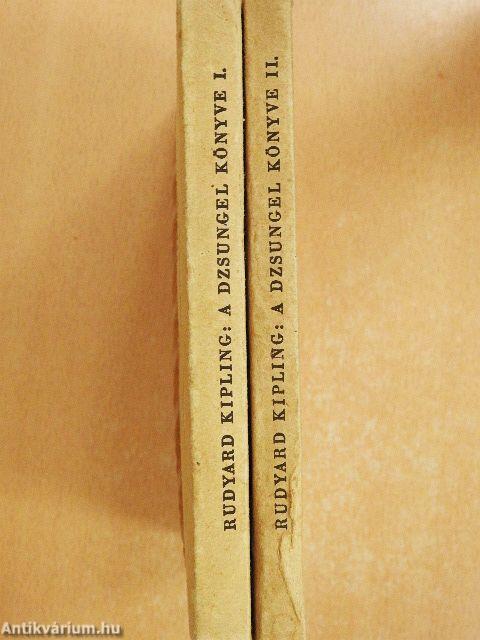 RUDYARD KIPLING: A DZSUNGEL KÖNYVE I.
RUDYARD KIPLING: A DZSUNGEL KÖNYVE II.
Antikvárium.hu